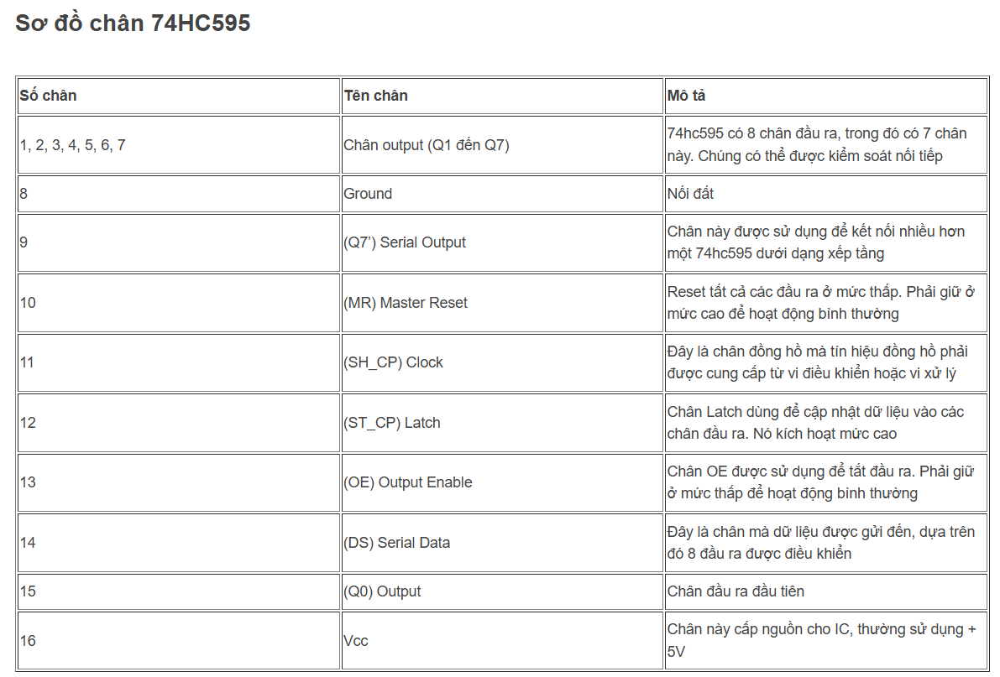 Sơ đồ chân 74HC595
Số chân
Tên chân
Mô tả
1, 2, 3, 4, 5, 6, 7
Chân output (Q1 đến Q7)
74hc595 có 8 chân đầu ra, trong đó có 7 chân
này. Chúng có thể được kiểm soát nối tiếp
8
Ground
Nối đất
9
(Q7’) Serial Output
Chân này được sử dụng để kết nối nhiều hơn
một 74hc595 dưới dạng xếp tầng
10
(MR) Master Reset
Reset tất cả các đầu ra ở mức thấp. Phải giữ ở
mức cao để hoạt động bình thường
11
(SH_CP) Clock
Đây là chân đồng hồ mà tín hiệu đồng hồ phải
được cung cấp từ vi điều khiển hoặc vi xử lý
12
(ST_CP) Latch
Chân Latch dùng để cập nhật dữ liệu vào các
chân đầu ra. Nó kích hoạt mức cao
13
(OE) Output Enable
Chân OE được sử dụng để tắt đầu ra. Phải giữ
ở mức thấp để hoạt động bình thường
14
(DS) Serial Data
Đây là chân mà dữ liệu được gửi đến, dựa trên
đó 8 đầu ra được điều khiển
15
(Q0) Output
Chân đầu ra đầu tiên
16
Vcc
Chân này cấp nguồn cho IC, thường sử dụng +
5V